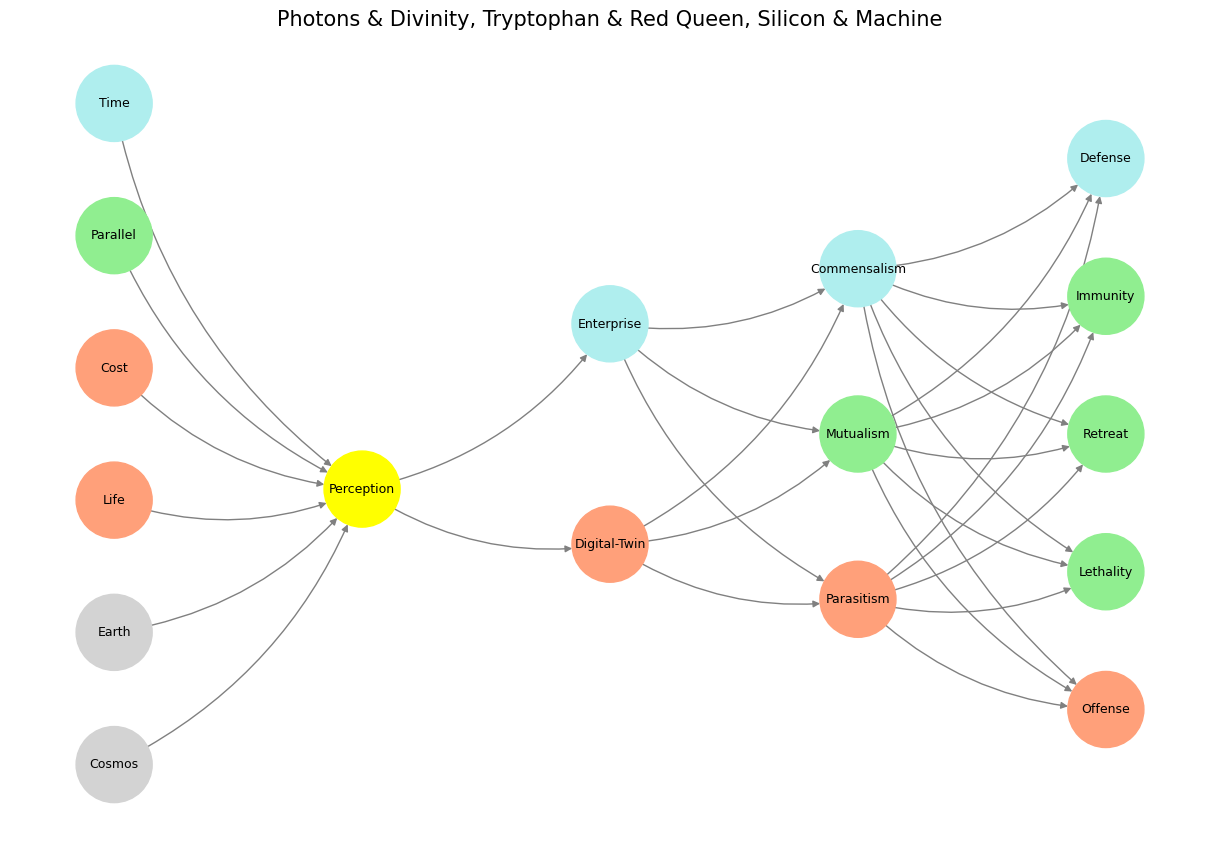 Photons & Divinity, Tryptophan & Red Queen, Silicon & Machine
Time
Parallel
Cost
Life
Earth
Cosmos
Perception
Enterprise
Digital-Twin
Commensalism
Mutualism
Parasitism
Defense
Immunity
Retreat
Lethality
Offense